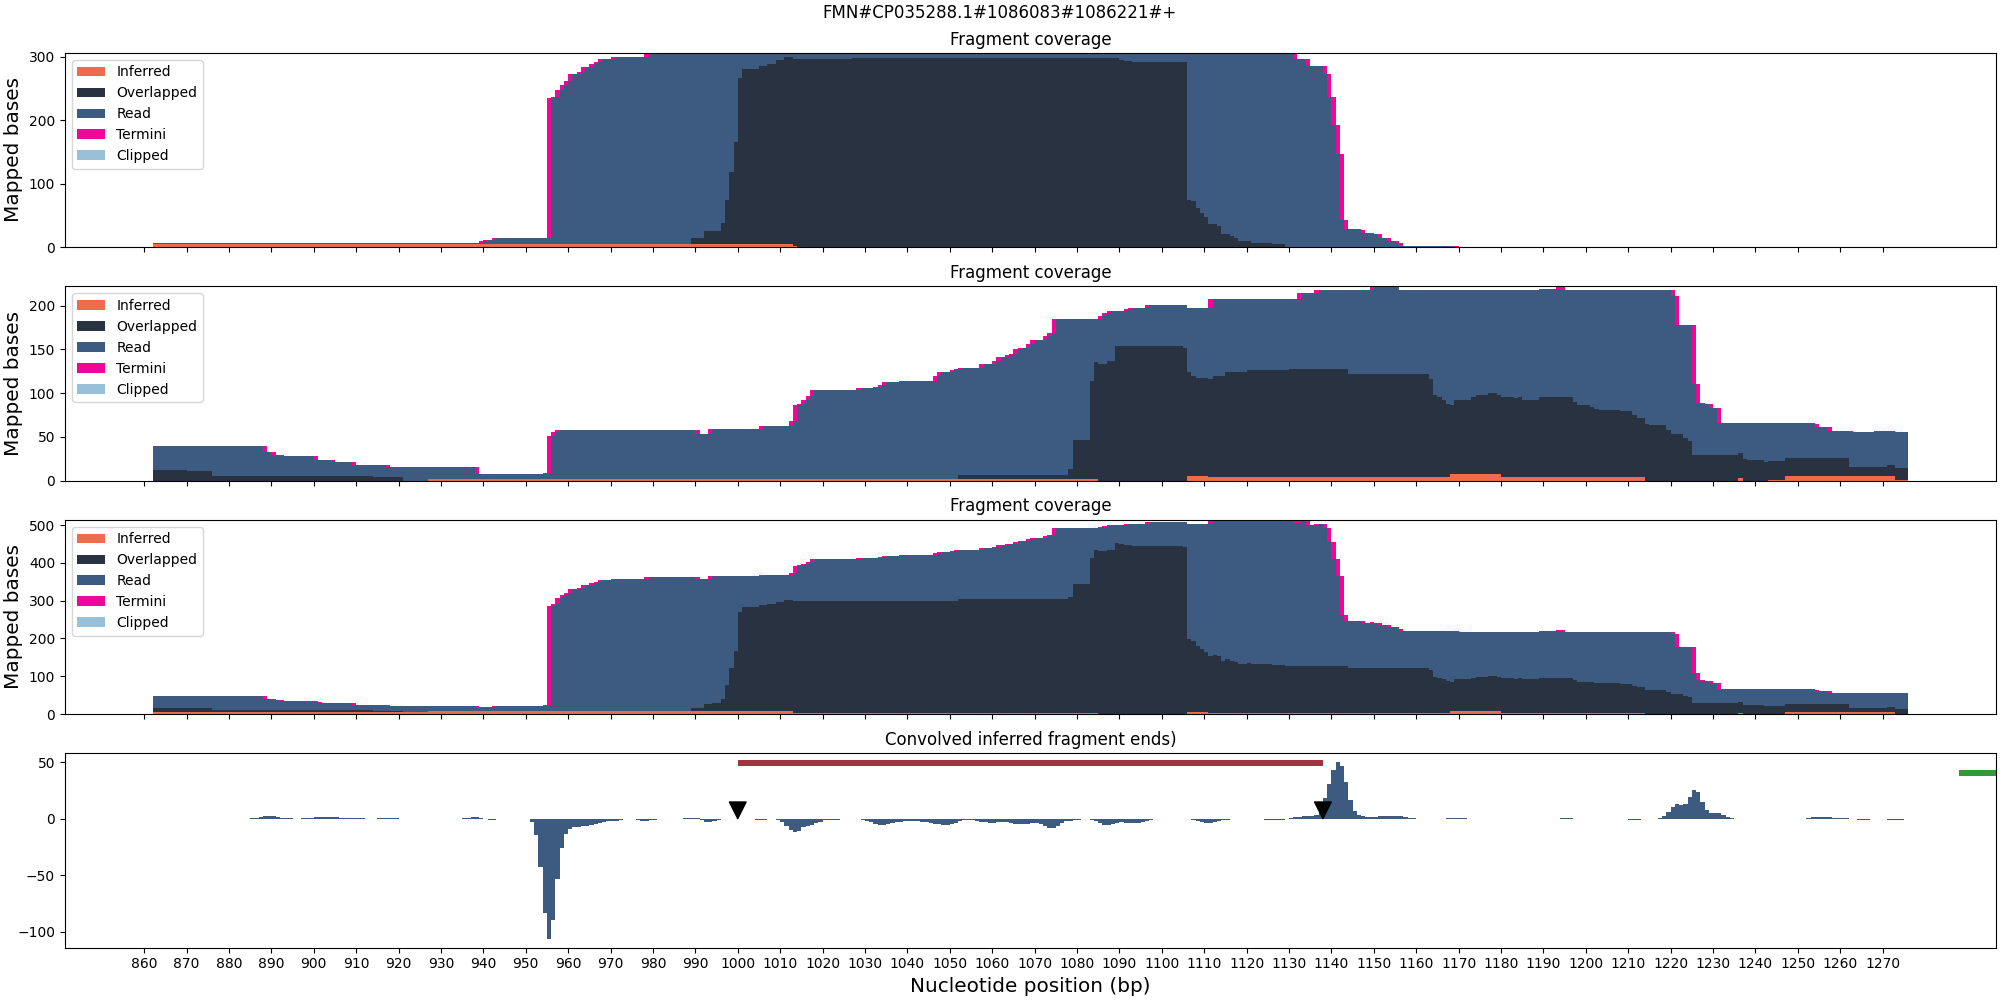 FMN#CP035288.1#1086083#1086221#+
Fragment coverage
Mapped bases
300
200
100
0
Inferred
Overlapped
Read
Termini
Clipped
Fragment coverage
Mapped bases
200
150
100
50
0
Inferred
Overlapped
Read
Termini
Clipped
Fragment coverage
Mapped bases
500
400
300
200
100
0
Inferred
Overlapped
Read
Termini
Clipped
Convolved inferred fragment ends)
50
0
−50
−100
860 870 880 890 900 910 920 930 940 950 960 970 980 990 1000 1010 1020 1030 1040 1050 1060 1070 1080 1090 1100 1110 1120 1130 1140 1150 1160 1170 1180 1190 1200 1210 1220 1230 1240 1250 1260 1270
Nucleotide position (bp)